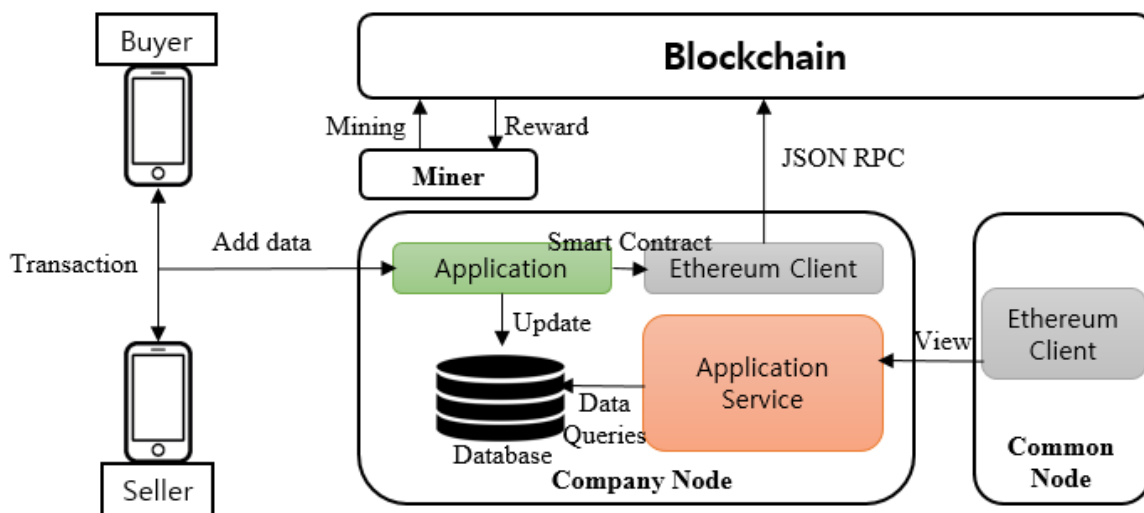 Buyer
Blockchain
Mining
Reward
Miner
JSON RPC
Transaction
Add data
Smart Contract
Application
Ethereum Client
Update
Application
Service
Data
Queries
Database
Company Node
View
Ethereum
Client
Common
Node
Seller